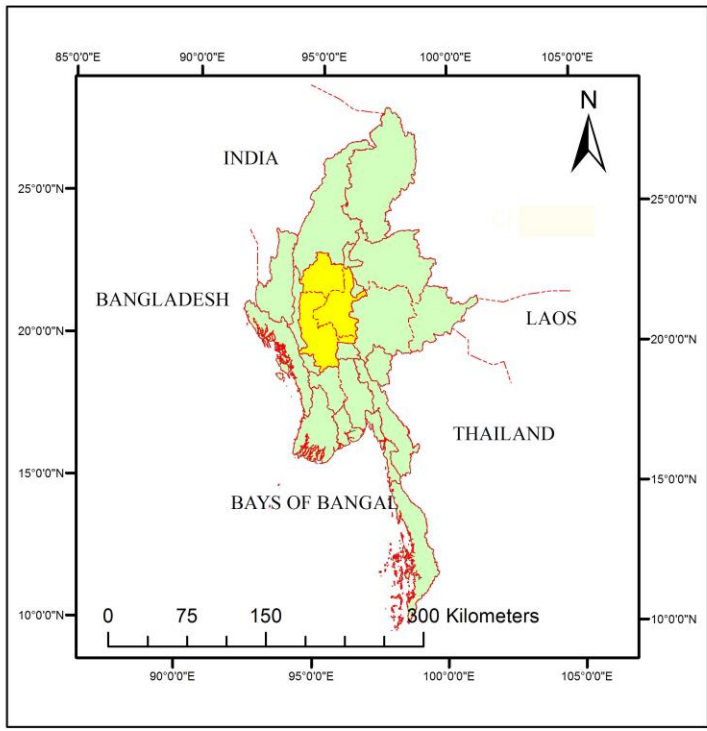 85°0'0"E 90°0'0"E 95°0'0"E 100°0'0"E 105°0'0"E
N
INDIA
25°0'0"N 25°0'0"N
BANGLADESH
LAOS
20°0'0"N 20°0'0"N
THAILAND
15°0'0"N 15°0'0"N
BAYS OF BANGAL
10°0'0"N 10°0'0"N
0 75 150 300 Kilometers
90°0'0"E 95°0'0"E 100°0'0"E 105°0'0"E